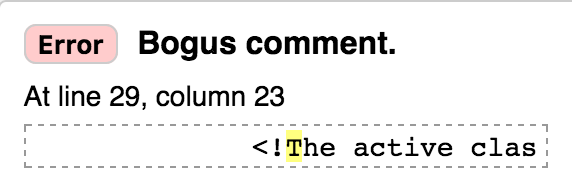 Error Bogus comment.
At line 29, column 23
<!The active clas